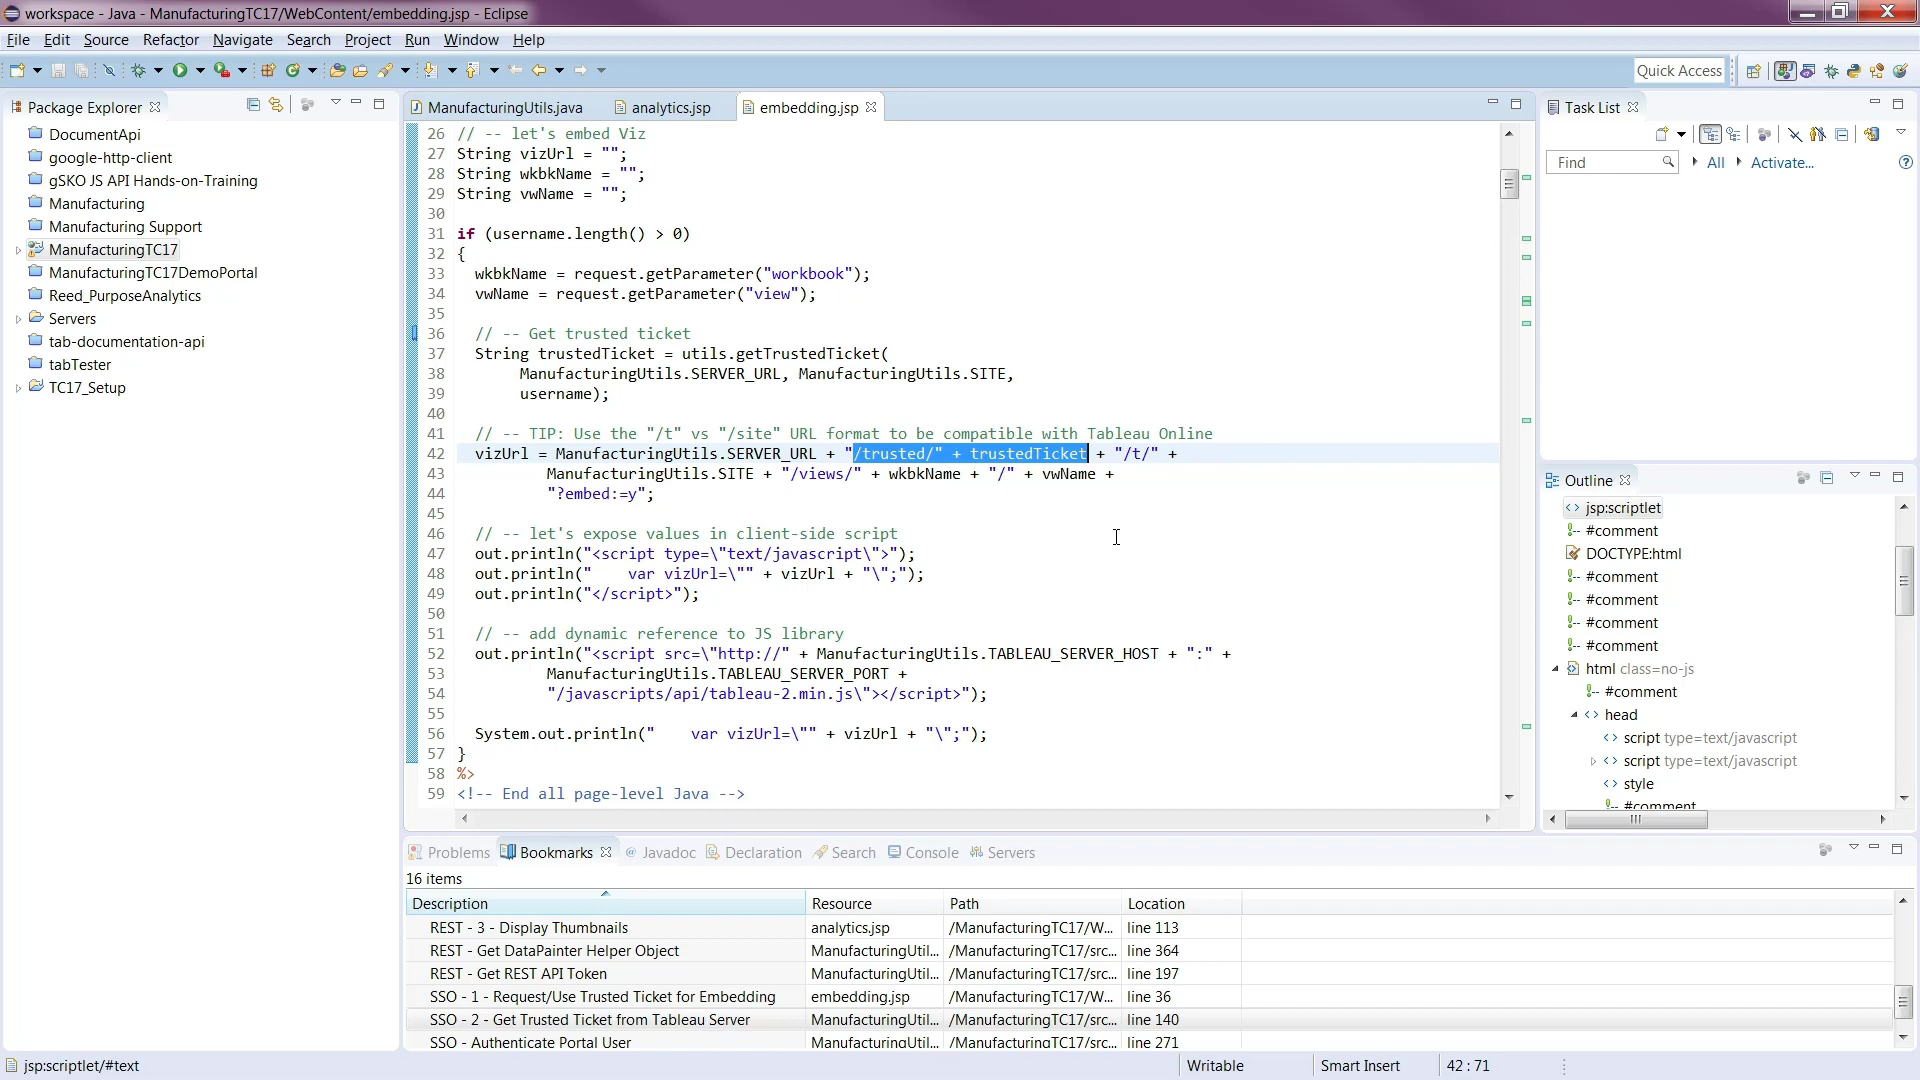 workspace - Java - ManufacturingTC17/WebContent/embedding.jsp - Eclipse
File Edit Source Refactor Navigate Search Project Run Window Help
Quick Access
Package Explorer
DocumentApi
google-http-client
gSKO JS API Hands-on-Training
Manufacturing
Manufacturing Support
ManufacturingTC17
ManufacturingTC17DemoPortal
Reed_PurposeAnalytics
Servers
tab-documentation-api
tabTester
TC17_Setup
ManufacturingUtils.java analytics.jsp embedding.jsp
26 // -- let's embed Viz
27 String vizUrl = "";
28 String wkbkName = "";
29 String vwName = "";
30
31 if (username.length() > 0)
32 {
33 wkbkName = request.getParameter("workbook");
34 vwName = request.getParameter("view");
35
36 // -- Get trusted ticket
37 String trustedTicket = utils.getTrustedTicket(
38 ManufacturingUtils.SERVER_URL, ManufacturingUtils.SITE,
39 username);
40
41 // -- TIP: Use the "/t" vs "/site" URL format to be compatible with Tableau Online
42 vizUrl = ManufacturingUtils.SERVER_URL + "/trusted/" + trustedTicket + "/t/" +
43 ManufacturingUtils.SITE + "/views/" + wkbkName + "/" + vwName +
44 "?embed:=y";
45
46 // -- let's expose values in client-side script
47 out.println("<script type=\"text/javascript\">");
48 out.println("    var vizUrl=\"" + vizUrl + "\";");
49 out.println("</script>");
50
51 // -- add dynamic reference to JS library
52 out.println("<script src=\"http://" + ManufacturingUtils.TABLEAU_SERVER_HOST + ":" +
53 ManufacturingUtils.TABLEAU_SERVER_PORT +
54 "/javascripts/api/tableau-2.min.js\"></script>");
55
56 System.out.println("    var vizUrl=\"" + vizUrl + "\";");
57 }
58 %>
59 <!-- End all page-level Java -->
Task List
Find All Activate...
Outline
jsp:scriptlet
#comment
DOCTYPE:html
#comment
#comment
#comment
#comment
html class=no-js
#comment
head
script type=text/javascript
script type=text/javascript
style
#comment
Problems Bookmarks Javadoc Declaration Search Console Servers
16 items
Description Resource Path Location
REST - 3 - Display Thumbnails analytics.jsp /ManufacturingTC17/W... line 113
REST - Get DataPainter Helper Object ManufacturingUtil... /ManufacturingTC17/src... line 364
REST - Get REST API Token ManufacturingUtil... /ManufacturingTC17/src... line 197
SSO - 1 - Request/Use Trusted Ticket for Embedding embedding.jsp /ManufacturingTC17/W... line 36
SSO - 2 - Get Trusted Ticket from Tableau Server ManufacturingUtil... /ManufacturingTC17/src... line 140
SSO - Authenticate Portal User ManufacturingUtil... /ManufacturingTC17/src... line 271
jsp:scriptlet/#text Writable Smart Insert 42 : 71